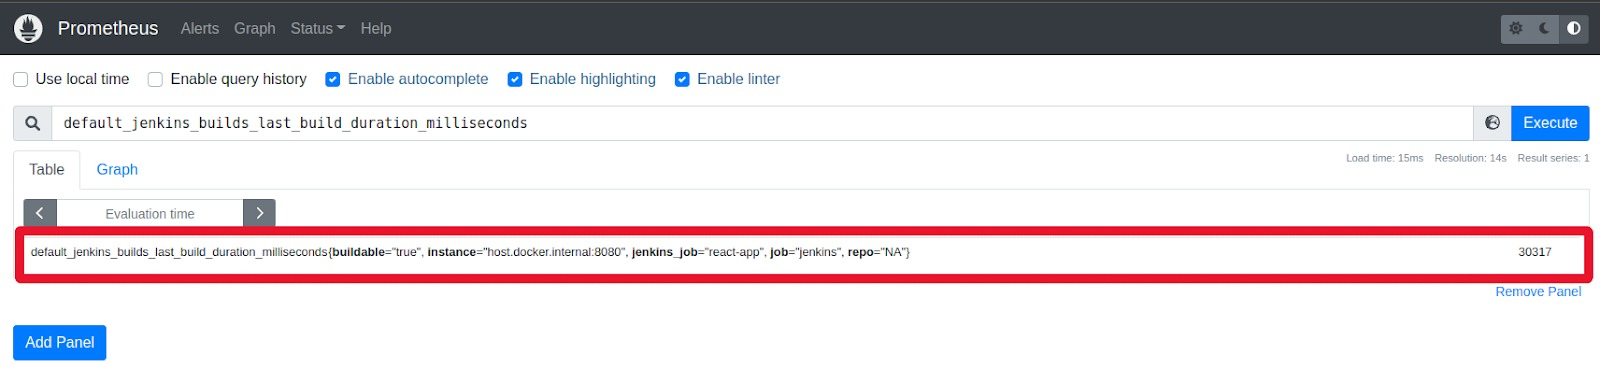 Prometheus Alerts Graph Status Help
Use local time Enable query history Enable autocomplete Enable highlighting Enable linter
default_jenkins_builds_last_build_duration_milliseconds Execute
Table Graph Load time: 15ms Resolution: 14s Result series: 1
Evaluation time
default_jenkins_builds_last_build_duration_milliseconds{buildable="true", instance="host.docker.internal:8080", jenkins_job="react-app", job="jenkins", repo="NA"} 30317
Remove Panel
Add Panel